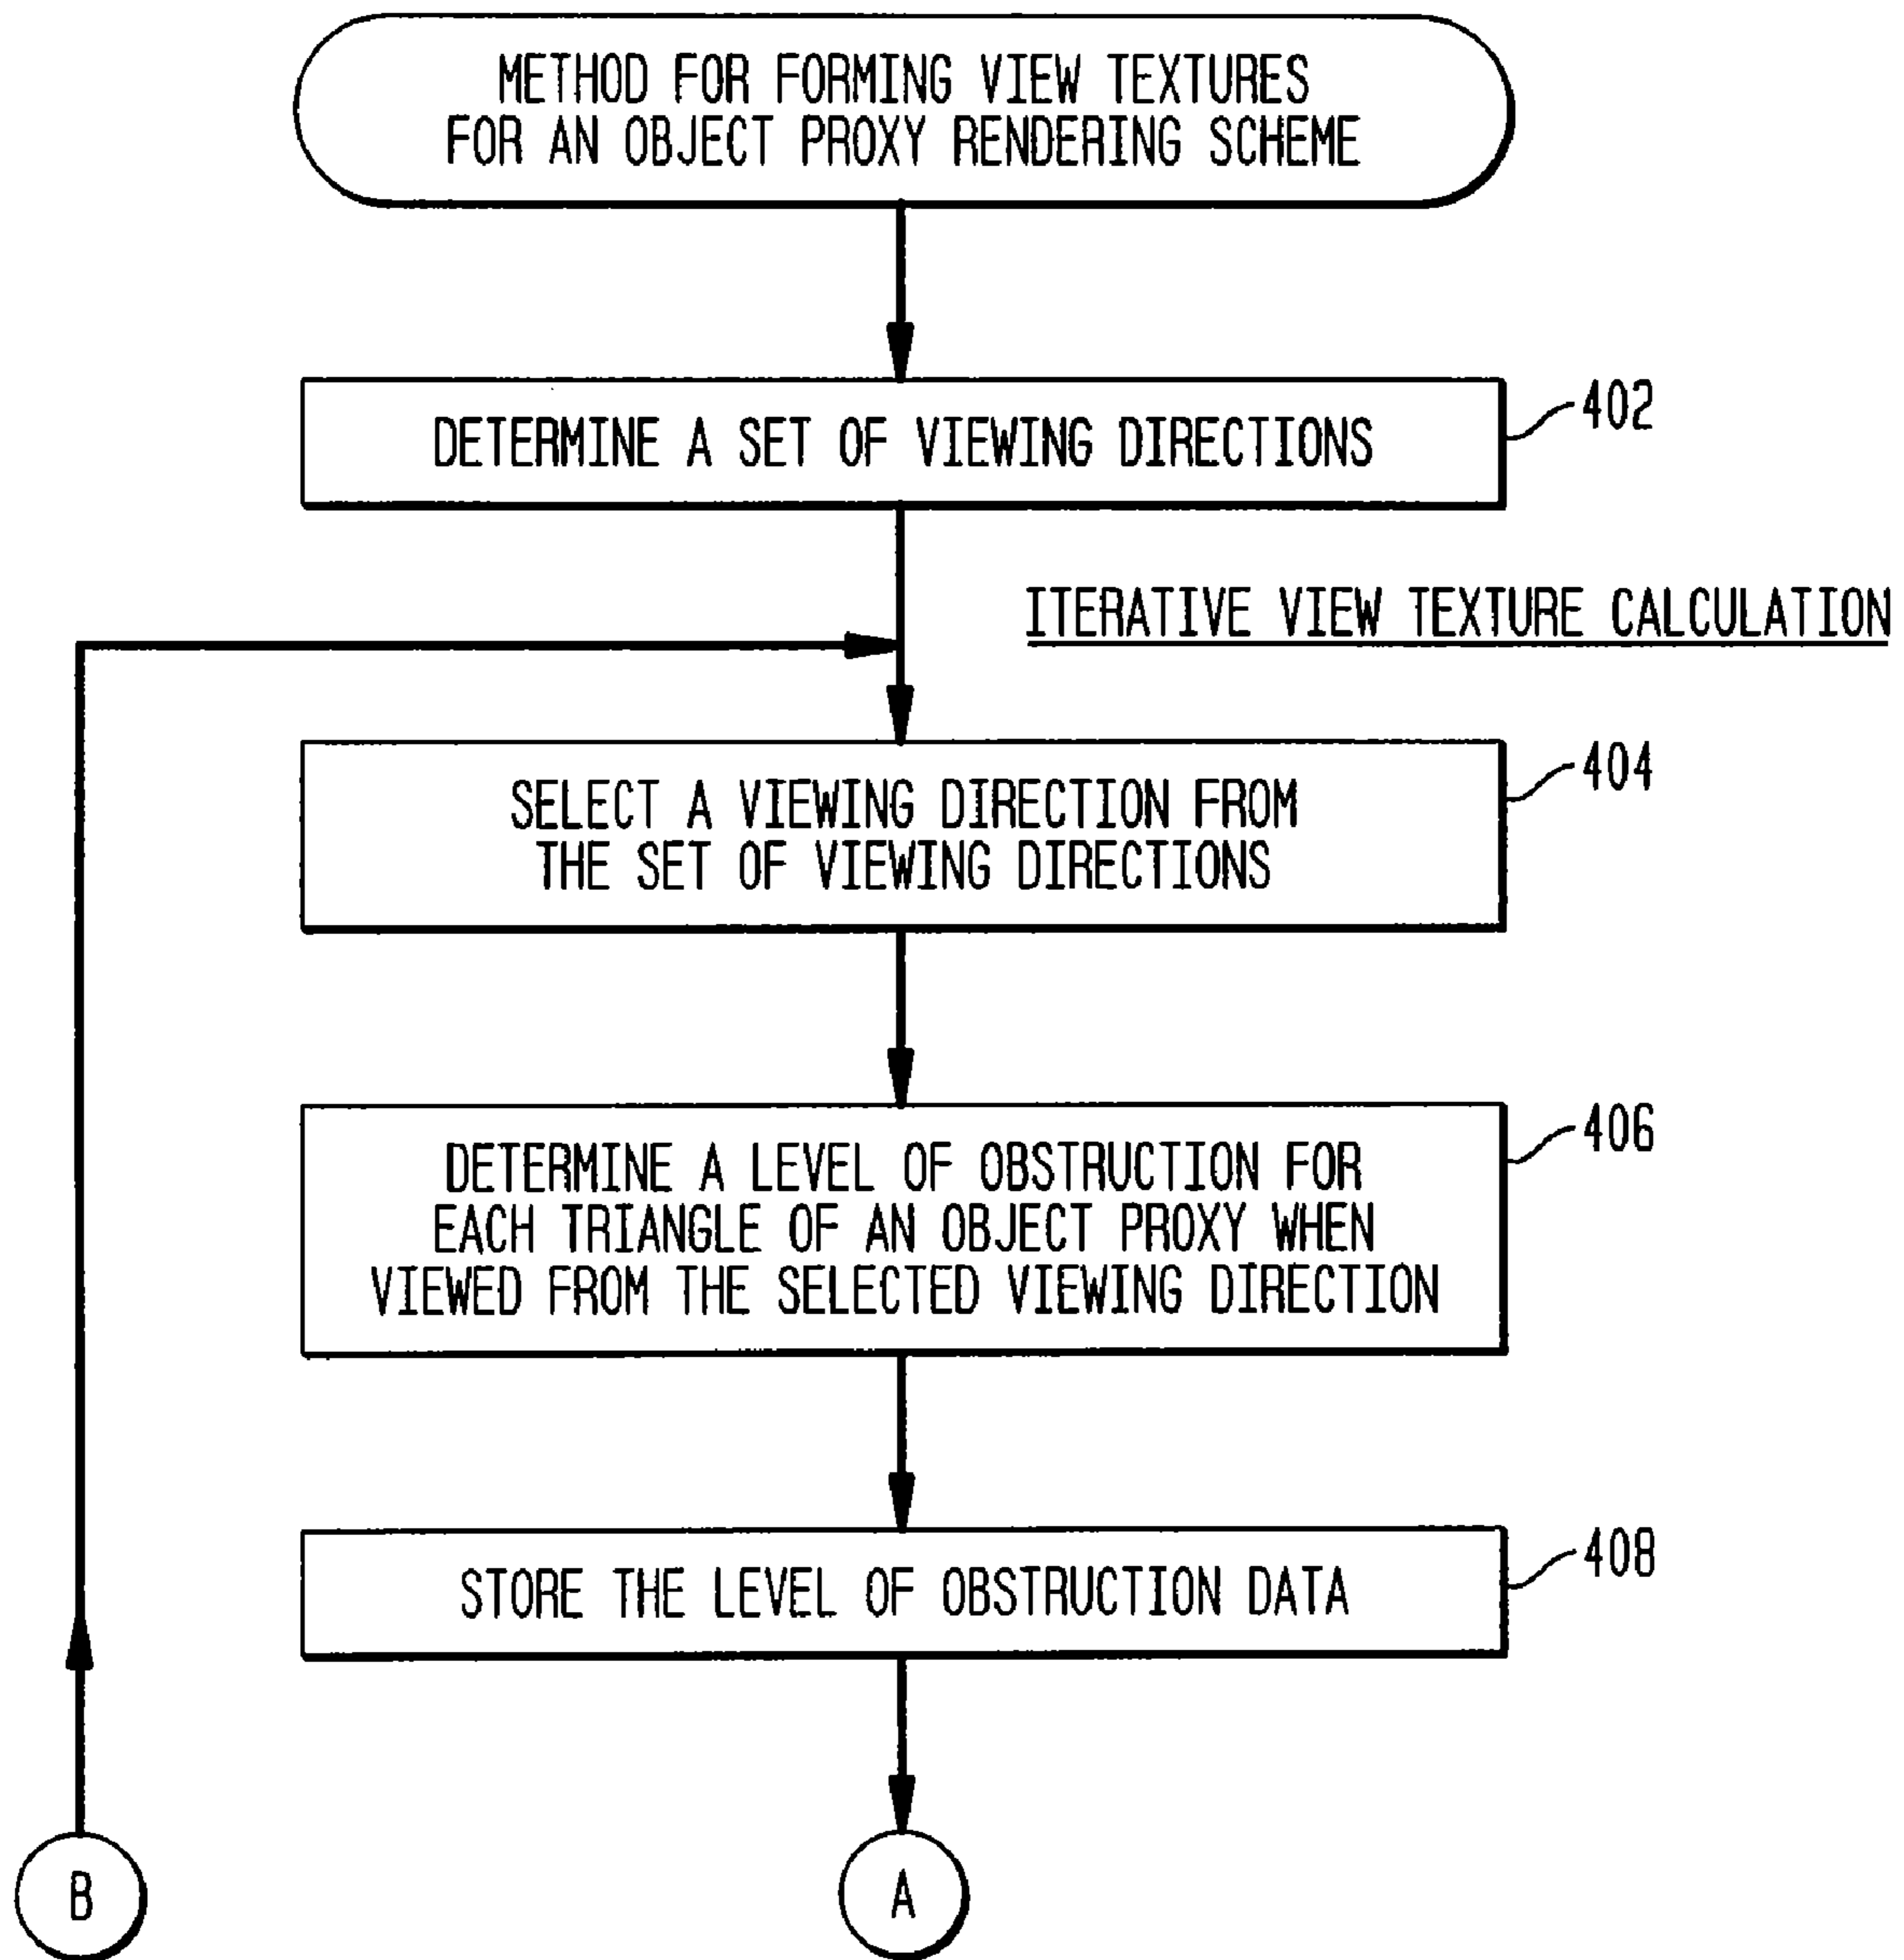 METHOD FOR FORMING VIEW TEXTURES
FOR AN OBJECT PROXY RENDERING SCHEME
DETERMINE A SET OF VIEWING DIRECTIONS
402
ITERATIVE VIEW TEXTURE CALCULATION
SELECT A VIEWING DIRECTION FROM
THE SET OF VIEWING DIRECTIONS
404
DETERMINE A LEVEL OF OBSTRUCTION FOR
EACH TRIANGLE OF AN OBJECT PROXY WHEN
VIEWED FROM THE SELECTED VIEWING DIRECTION
406
STORE THE LEVEL OF OBSTRUCTION DATA
408
B
A